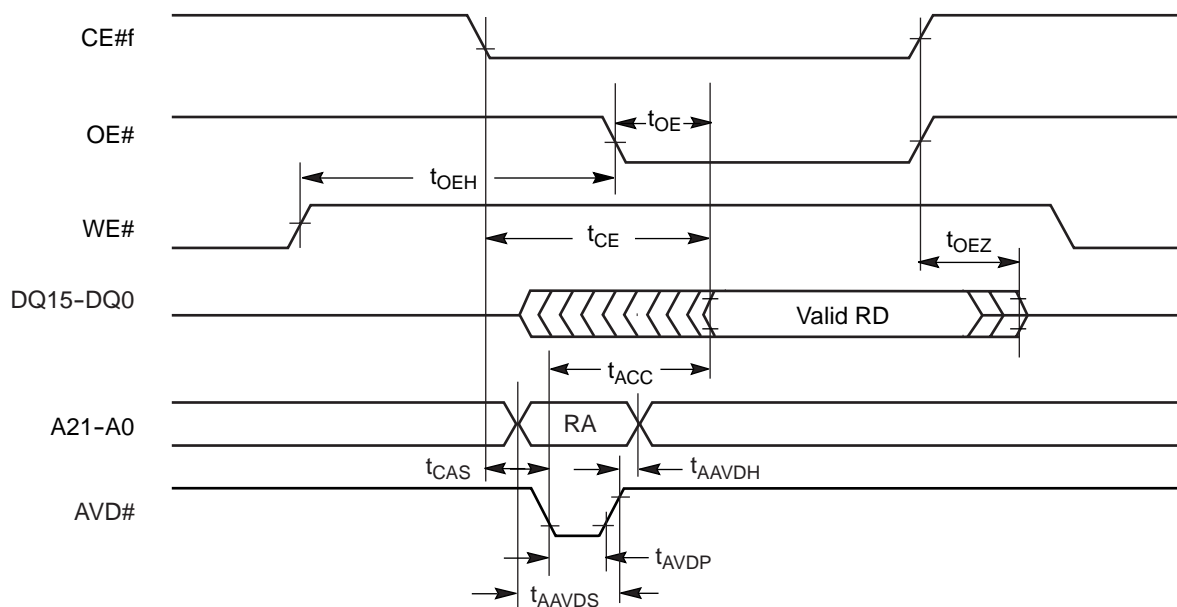 CE#f
OE#
tOE
tOEH
WE#
tCE
tOEZ
DQ15-DQ0
Valid RD
tACC
A21-A0
RA
tCAS
tAAVDH
AVD#
tAVDP
tAAVDS